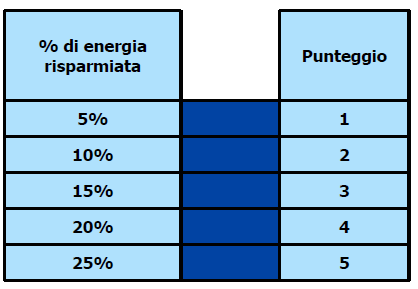 % di energia
risparmiata
Punteggio
5% 1
10% 2
15% 3
20% 4
25% 5